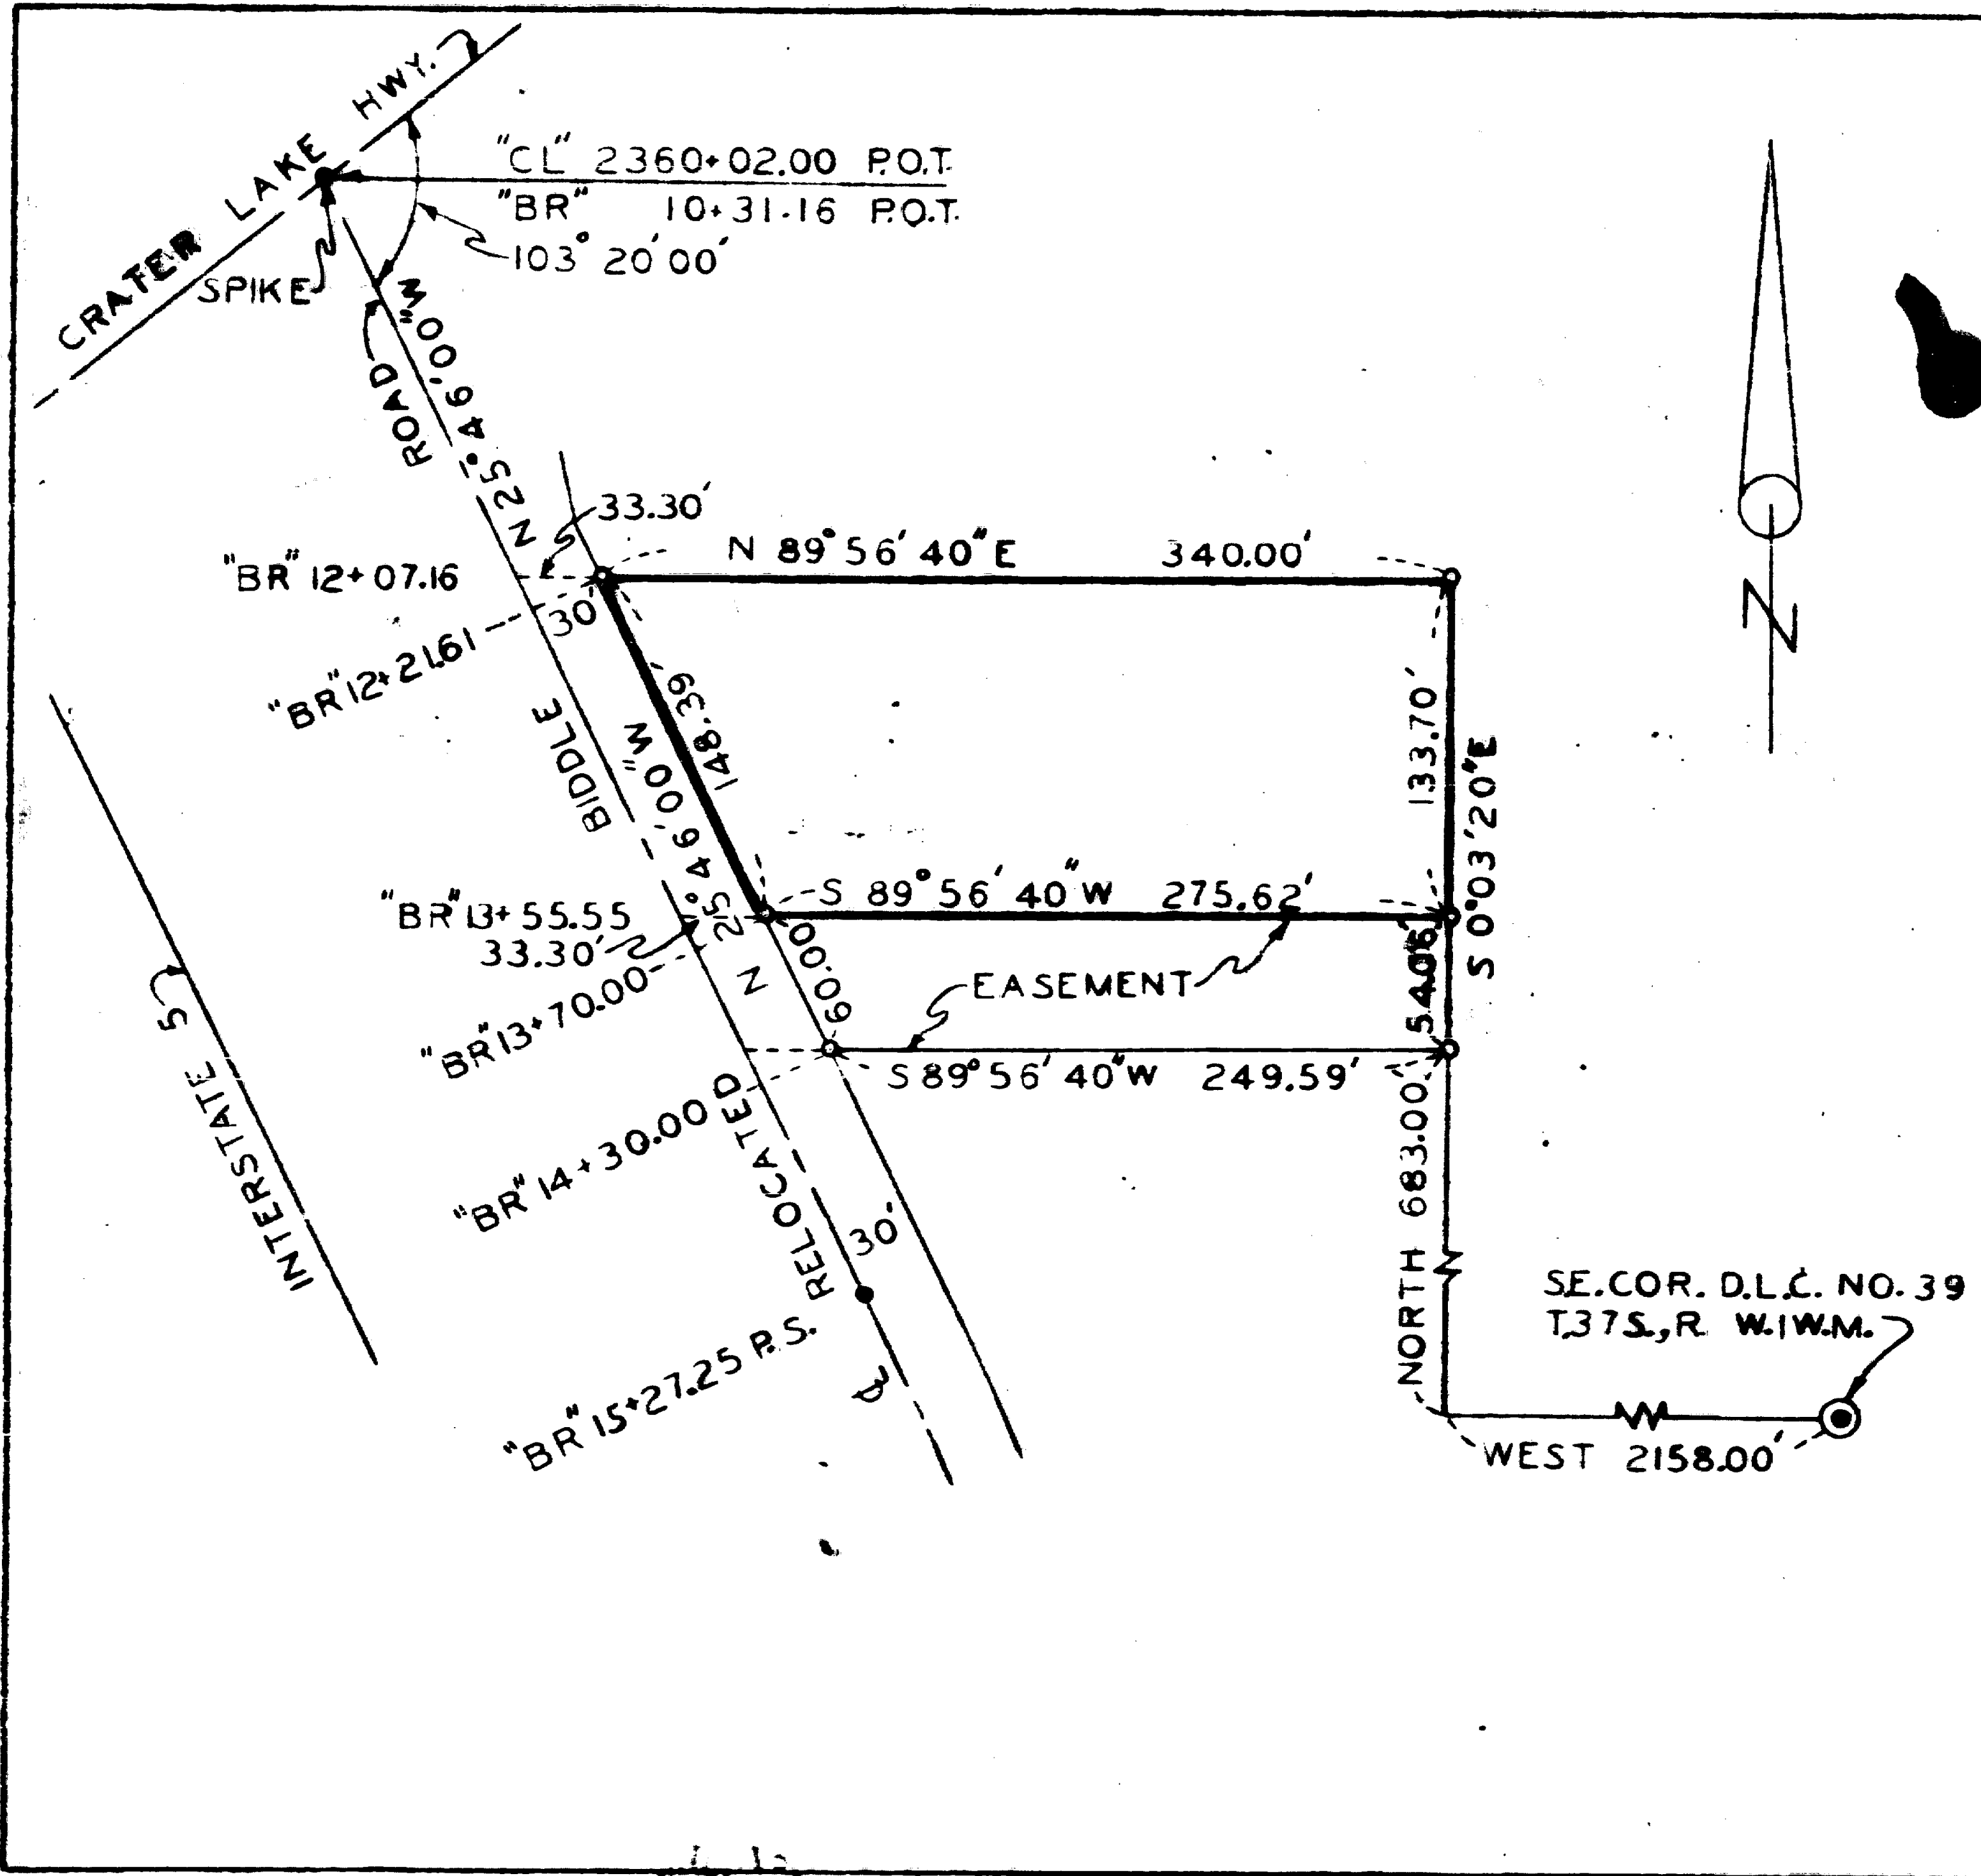 CRATER LAKE HWY.
"CL" 2360+02.00 P.O.T.
"BR" 10+31.16 P.O.T.
103° 20' 00'
SPIKE
ROAD
N 25° 46' 00" W
33.30'
N 89° 56' 40" E 340.00'
"BR" 12+07.16
30'
"BR" 12+21.61
BIDDLE
148.39'
N 25° 46' 00" W
133.70'
S 0° 03' 20" E
N
"BR" 13+55.55
33.30'
S 89° 56' 40" W 275.62'
60.00'
54.06'
EASEMENT
"BR" 13+70.00
S 89° 56' 40" W 249.59'
INTERSTATE 5
"BR" 14+30.00
RELOCATED
30'
NORTH 683.00'
S.E. COR. D.L.C. NO. 39
T.37S., R W.1W.M.
"BR" 15+27.25 P.S.
WEST 2158.00'